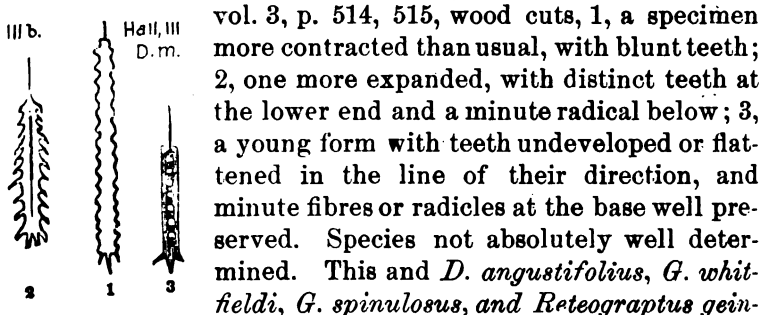 III b.
Hall, III
D. m.
2
1
3
vol. 3, p. 514, 515, wood cuts, 1, a specimen
more contracted than usual, with blunt teeth;
2, one more expanded, with distinct teeth at
the lower end and a minute radical below; 3,
a young form with teeth undeveloped or flat-
tened in the line of their direction, and
minute fibres or radicles at the base well pre-
served. Species not absolutely well deter-
mined. This and D. angustifolius, G. whit-
fieldi, G. spinulosus, and Reteograptus gein-